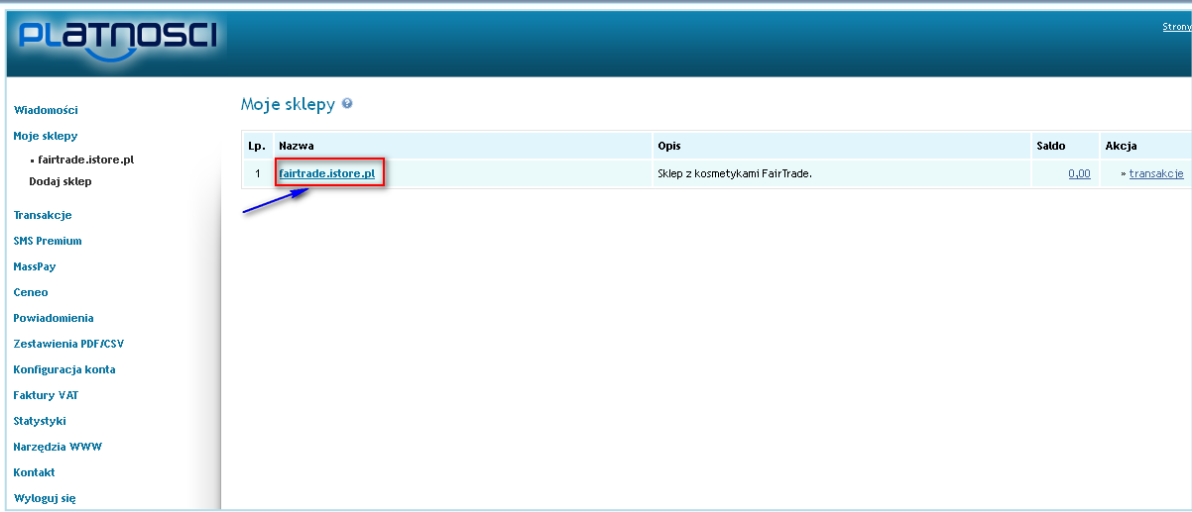 PLATNOSCI
Strony
Wiadomości
Moje sklepy
fairtrade.istore.pl
Dodaj sklep
Transakcje
SMS Premium
MassPay
Ceneo
Powiadomienia
Zestawienia PDF/CSV
Konfiguracja konta
Faktury VAT
Statystyki
Narzędzia WWW
Kontakt
Wyloguj się
Moje sklepy
Lp. Nazwa Opis Saldo Akcja
1 fairtrade.istore.pl Sklep z kosmetykami FairTrade. 0,00 » transakcje